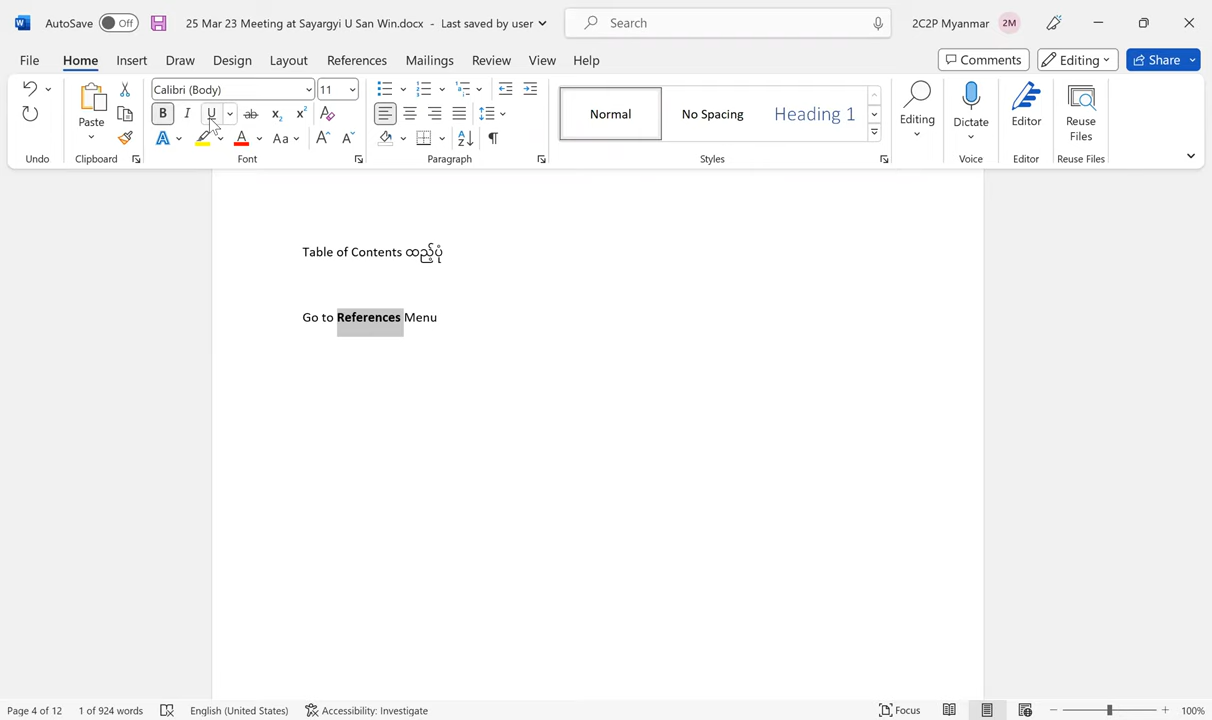 AutoSave Off 25 Mar 23 Meeting at Sayargyi U San Win.docx - Last saved by user Search 2C2P Myanmar 2M
File Home Insert Draw Design Layout References Mailings Review View Help Comments Editing Share
Calibri (Body) 11
Paste B I U ab x₂ x² Normal No Spacing Heading 1 Editing Dictate Editor Reuse Files
A A Aa A A
Undo Clipboard Font Paragraph Styles Voice Editor Reuse Files
Table of Contents ထည့်ပုံ
Go to References Menu
Page 4 of 12 1 of 924 words English (United States) Accessibility: Investigate Focus 100%